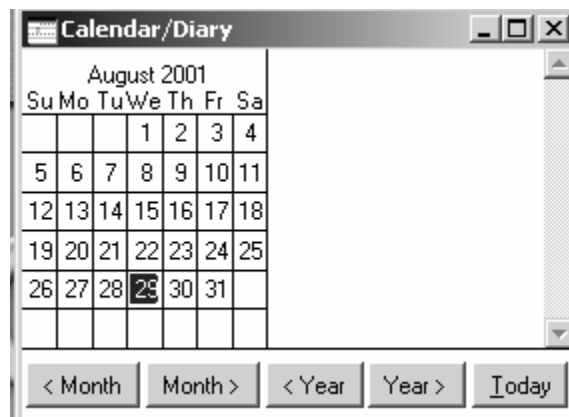 Calendar/Diary
August 2001
Su Mo Tu We Th Fr Sa
1 2 3 4
5 6 7 8 9 10 11
12 13 14 15 16 17 18
19 20 21 22 23 24 25
26 27 28 29 30 31
< Month Month > < Year Year > Today